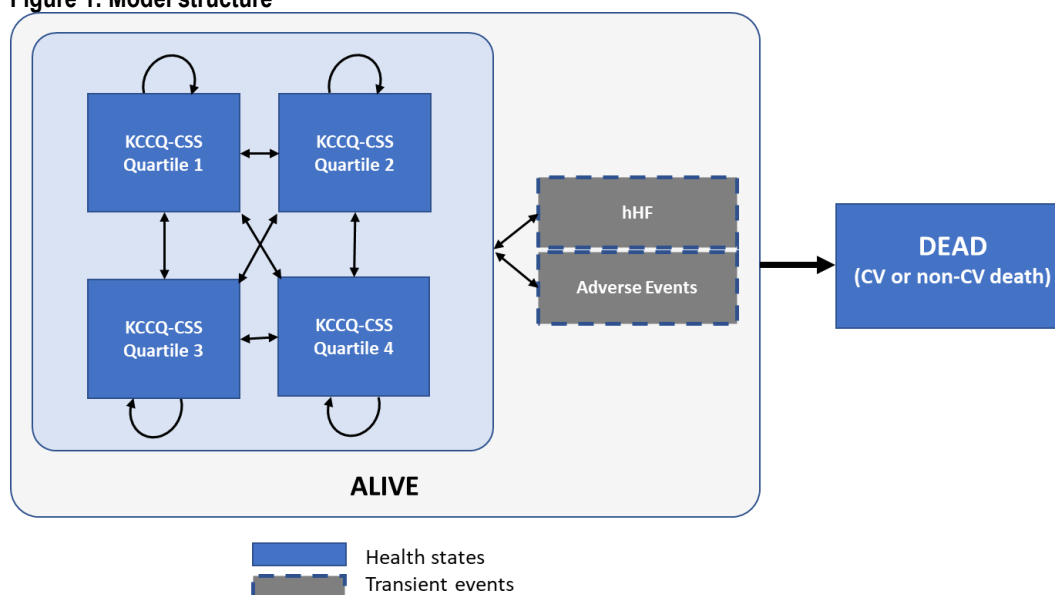 Figure 1: Model structure
KCCQ-CSS
Quartile 1
KCCQ-CSS
Quartile 2
KCCQ-CSS
Quartile 3
KCCQ-CSS
Quartile 4
hHF
Adverse Events
ALIVE
DEAD
(CV or non-CV death)
Health states
Transient events